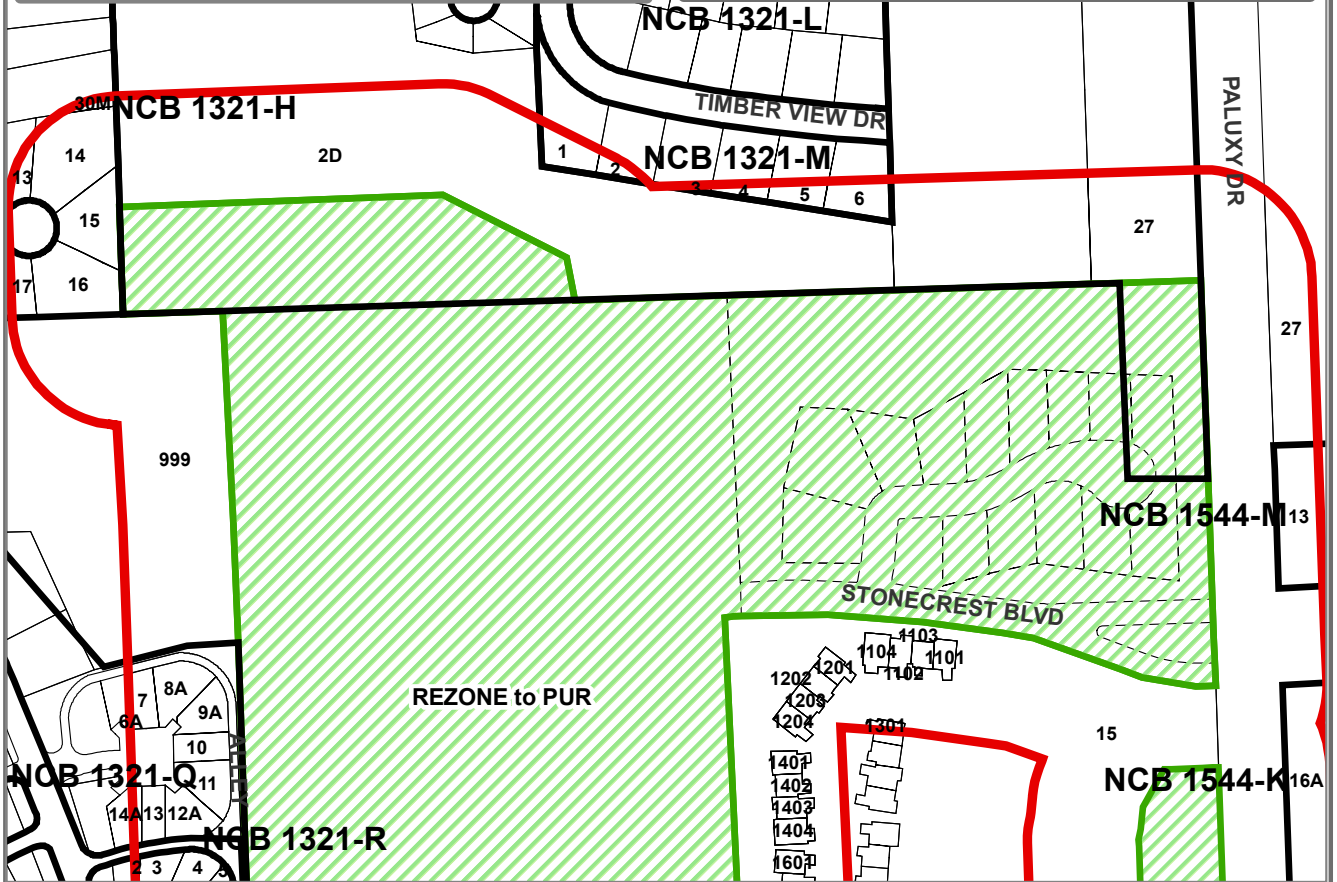 NCB 1321-L
30M
NCB 1321-H
TIMBER VIEW DR
PALUXY DR
14
2D
1
NCB 1321-M
13
2
3
4
5
6
15
27
17
16
27
999
NCB 1544-M
13
STONECREST BLVD
1103
1104
1101
1102
1201
1202
1203
1204
REZONE to PUR
7
8A
6A
9A
10
ALLEY
NCB 1321-Q
11
14A
13
12A
NCB 1321-R
2
3
4
5
1301
15
1401
1402
1403
1404
1601
NCB 1544-K
16A